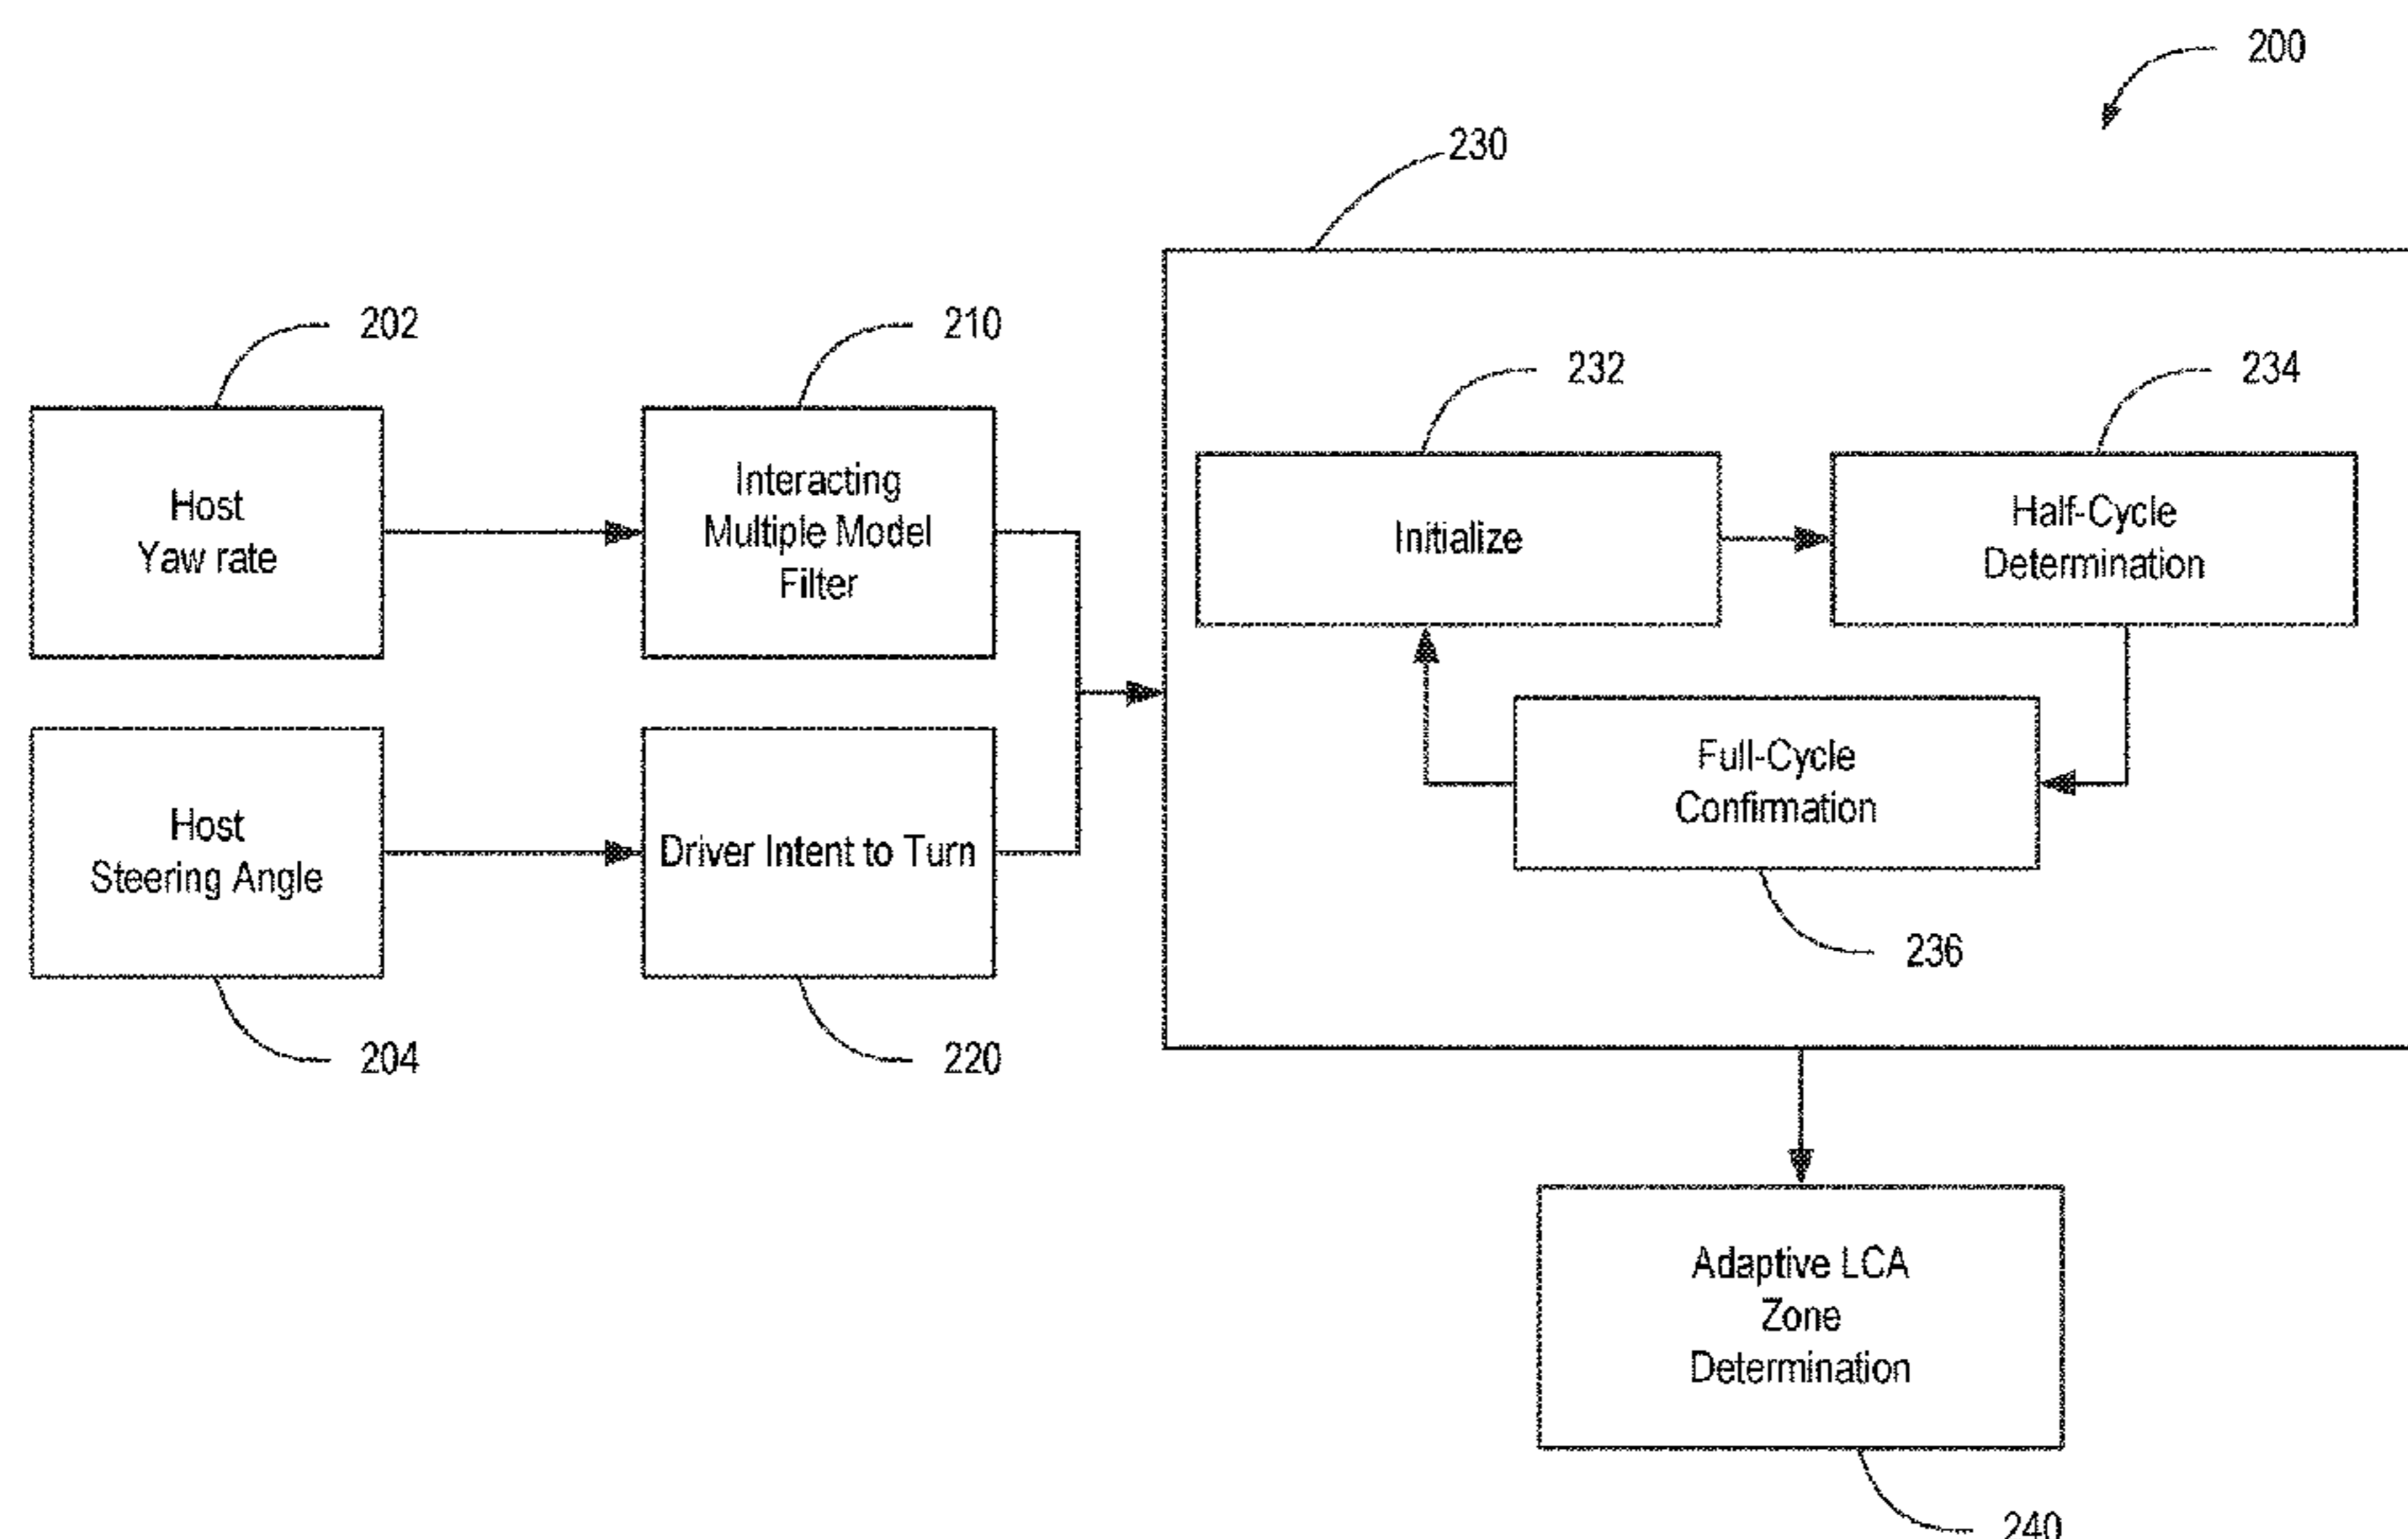 200
230
202
210
232
234
Host
Yaw rate
Interacting
Multiple Model
Filter
Initialize
Half-Cycle
Determination
Host
Steering Angle
Driver Intent to Turn
Full-Cycle
Confirmation
236
204
220
Adaptive LCA
Zone
Determination
240